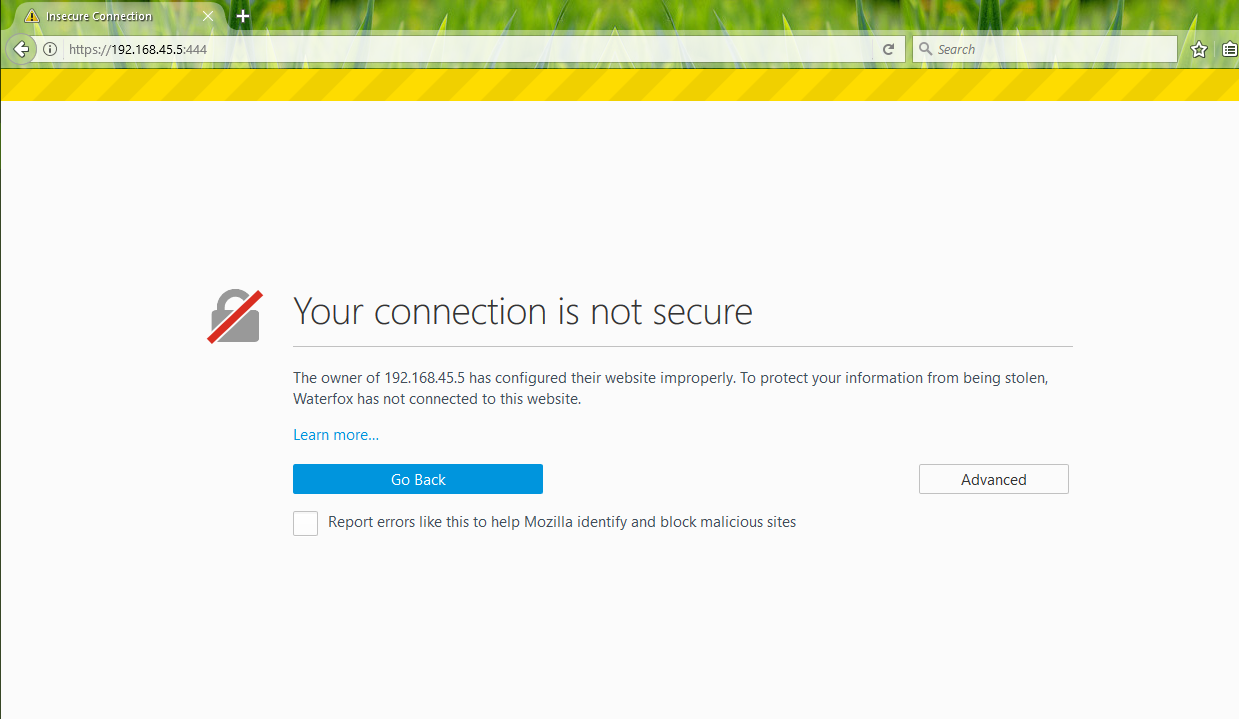 Insecure Connection
https://192.168.45.5:444
Search
Your connection is not secure
The owner of 192.168.45.5 has configured their website improperly. To protect your information from being stolen,
Waterfox has not connected to this website.
Learn more...
Go Back
Advanced
Report errors like this to help Mozilla identify and block malicious sites